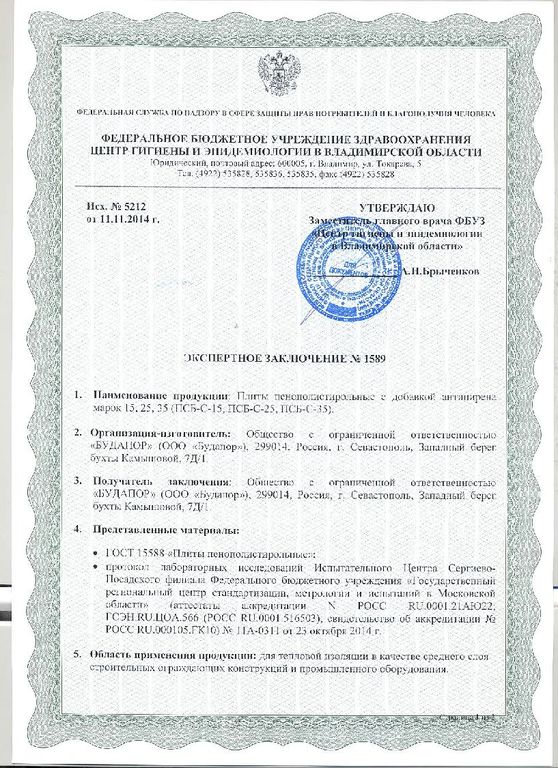 ФЕДЕРАЛЬНАЯ СЛУЖБА ПО НАДЗОРУ В СФЕРЕ ЗАЩИТЫ ПРАВ ПОТРЕБИТЕЛЕЙ И БЛАГОПОЛУЧИЯ ЧЕЛОВЕКА
ФЕДЕРАЛЬНОЕ БЮДЖЕТНОЕ УЧРЕЖДЕНИЕ ЗДРАВООХРАНЕНИЯ
ЦЕНТР ГИГИЕНЫ И ЭПИДЕМИОЛОГИИ В ВЛАДИМИРСКОЙ ОБЛАСТИ
Юридический, почтовый адрес: 600005, г. Владимир, ул. Токарева, 5
Тел. (4922) 535828, 535836, 535835, факс (4922) 535828
Исх. № 5212
от 11.11.2014 г.
УТВЕРЖДАЮ
Заместитель главного врача ФБУЗ
«Центр гигиены и эпидемиологии
в Владимирской области»
А.Н.Брыченков
ДЛЯ
ДОКУМЕНТОВ
ЭКСПЕРТНОЕ ЗАКЛЮЧЕНИЕ № 1589
1. Наименование продукции: Плиты пенополистирольные с добавкой антипирена
марок 15, 25, 35 (ПСБ-С-15, ПСБ-С-25, ПСБ-С-35).
2. Организация-изготовитель: Общество с ограниченной ответственностью
«БУДАПОР» (ООО «Будапор»), 299014, Россия, г. Севастополь, Западный берег
бухты Камышовой, 7Д/1.
3. Получатель заключения: Общество с ограниченной ответственностью
«БУДАПОР» (ООО «Будапор»), 299014, Россия, г. Севастополь, Западный берег
бухты Камышовой, 7Д/1
4. Представленные материалы:
• ГОСТ 15588 «Плиты пенополистирольные»;
• протокол лабораторных исследований Испытательного Центра Сергиево-
Посадского филиала Федерального бюджетного учреждения «Государственный
региональный центр стандартизации, метрологии и испытаний в Московской
области» (аттестаты аккредитации N РОСС RU.0001.21АЮ22,
ГСЭН.RU.ЦОА.566 (РОСС RU.0001.516503), свидетельство об аккредитации №
РОСС RU.000105.ГК10) № 11А-0311 от 23 октября 2014 г.
5. Область применения продукции: для тепловой изоляции в качестве среднего слоя
строительных ограждающих конструкций и промышленного оборудования.